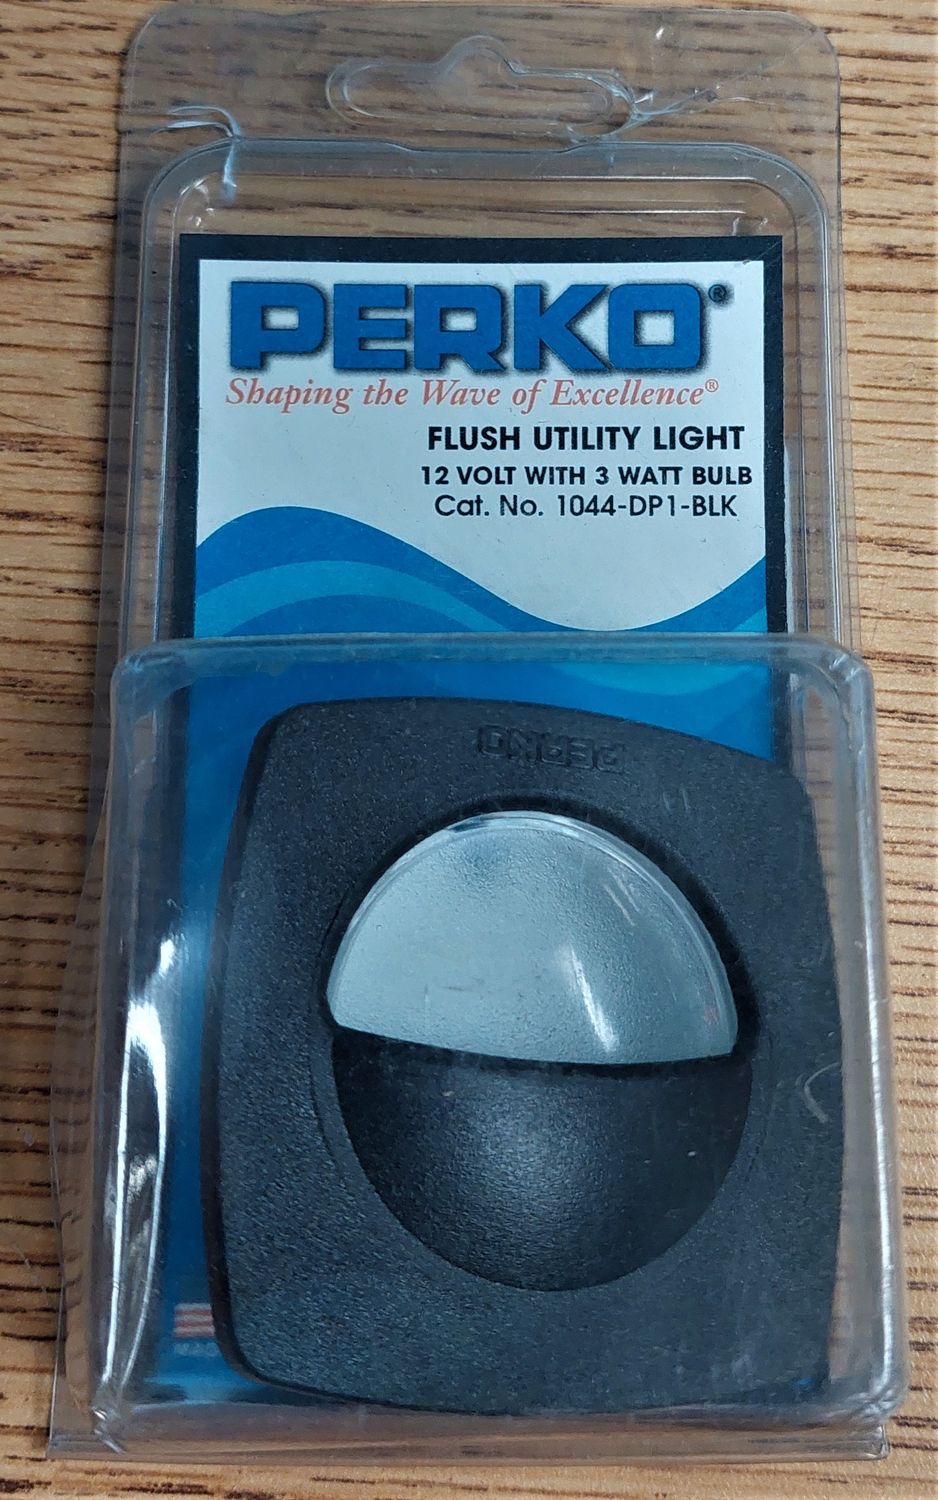 PERKO®
Shaping the Wave of Excellence®
FLUSH UTILITY LIGHT
12 VOLT WITH 3 WATT BULB
Cat. No. 1044-DP1-BLK
PERKO